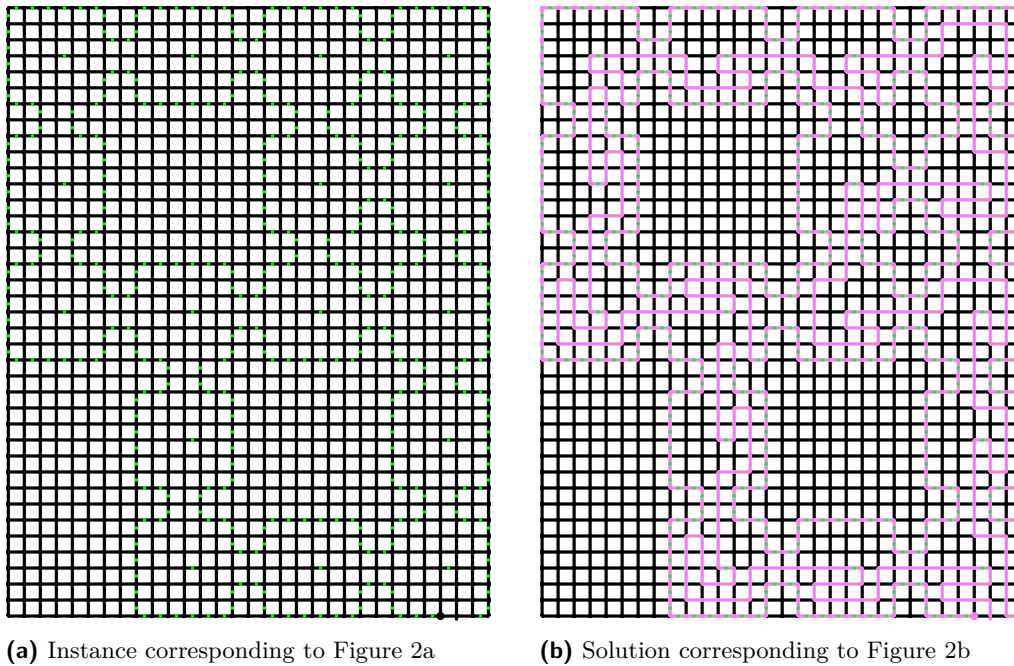 (a) Instance corresponding to Figure 2a
(b) Solution corresponding to Figure 2b